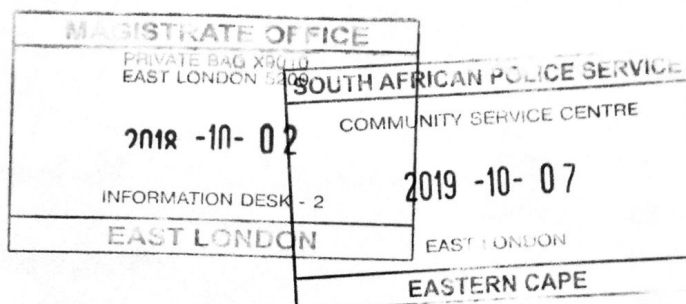 MAGISTRATE OFFICE
PRIVATE BAG X9010
EAST LONDON 5200
2018 -10- 02
INFORMATION DESK - 2
EAST LONDON
SOUTH AFRICAN POLICE SERVICE
COMMUNITY SERVICE CENTRE
2019 -10- 07
EAST LONDON
EASTERN CAPE